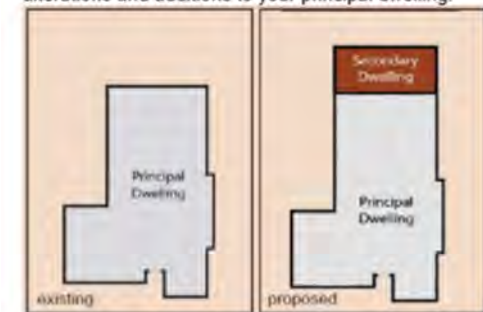 alterations and additions to your principal dwelling.
Principal
Dwelling
existing
Secondary
Dwelling
Principal
Dwelling
proposed